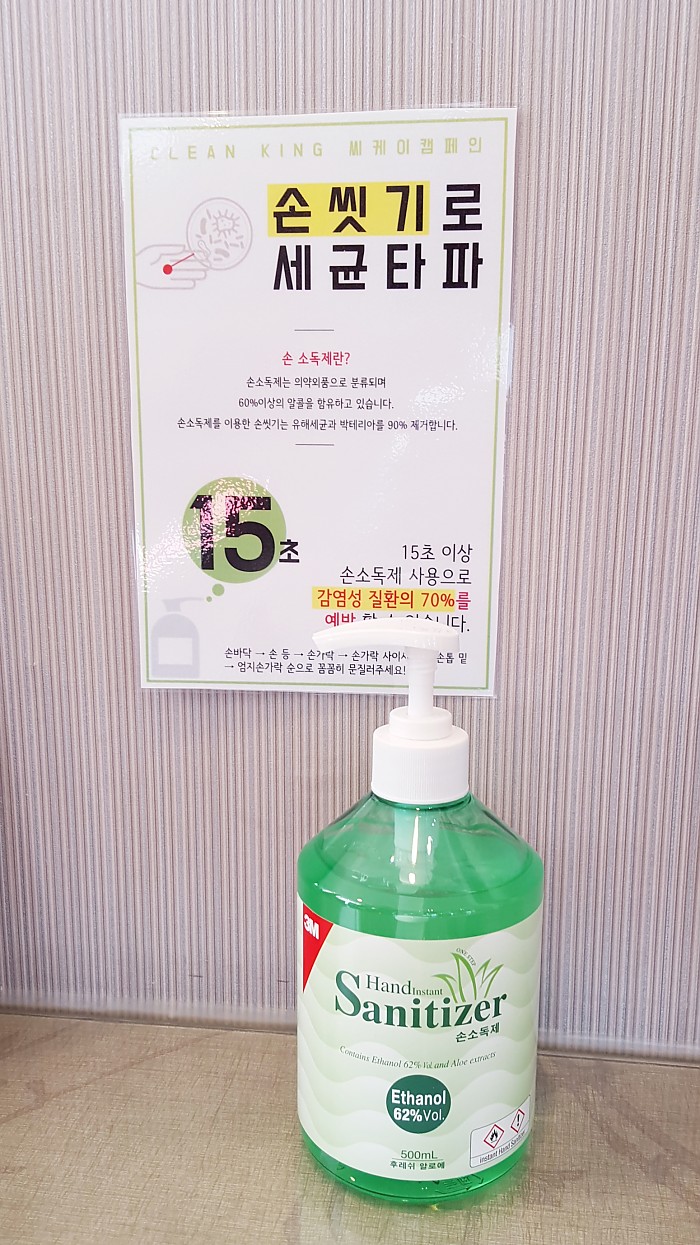 CLEAN KING 씨케이캠페인
손씻기로
세균타파
손 소독제란?
손소독제는 의약외품으로 분류되며
60%이상의 알콜을 함유하고 있습니다.
손소독제를 이용한 손씻기는 유해세균과 박테리아를 90% 제거합니다.
15초
15초 이상
손소독제 사용으로
감염성 질환의 70%를
예방
손바닥 → 손 등 → 손가락 → 손가락 손톱 밑
→ 엄지손가락 순으로 꼼꼼히 문질러주세요!
3M
ONE STEP
Hand Instant
Sanitizer
손소독제
Contains Ethanol 62%Vol.and Aloe extracts
Ethanol
62%Vol.
500mL
후레쉬 알로에
Instant Hand Sanitizer